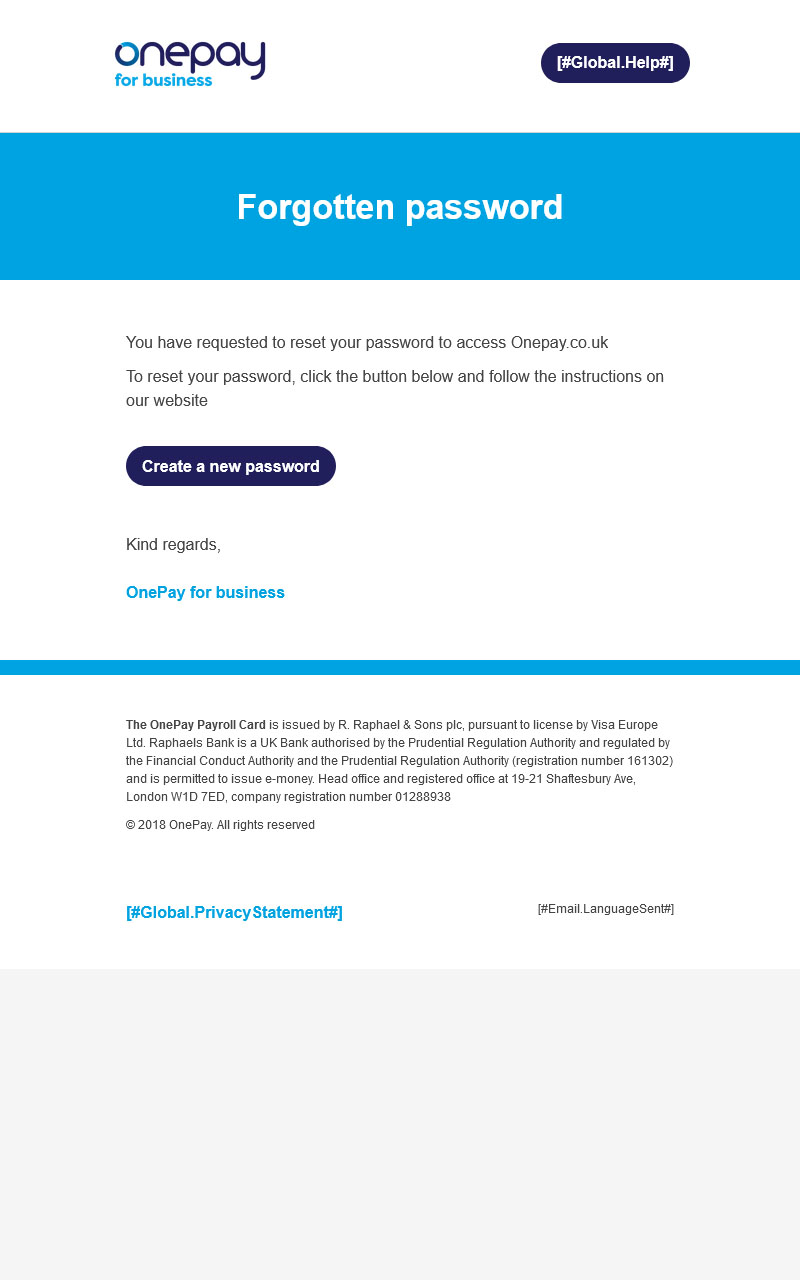 onepay
for business
[#Global.Help#]
Forgotten password
You have requested to reset your password to access Onepay.co.uk
To reset your password, click the button below and follow the instructions on
our website
Create a new password
Kind regards,
OnePay for business
The OnePay Payroll Card is issued by R. Raphael & Sons plc, pursuant to license by Visa Europe
Ltd. Raphaels Bank is a UK Bank authorised by the Prudential Regulation Authority and regulated by
the Financial Conduct Authority and the Prudential Regulation Authority (registration number 161302)
and is permitted to issue e-money. Head office and registered office at 19-21 Shaftesbury Ave,
London W1D 7ED, company registration number 01288938
© 2018 OnePay. All rights reserved
[#Global.PrivacyStatement#]
[#Email.LanguageSent#]